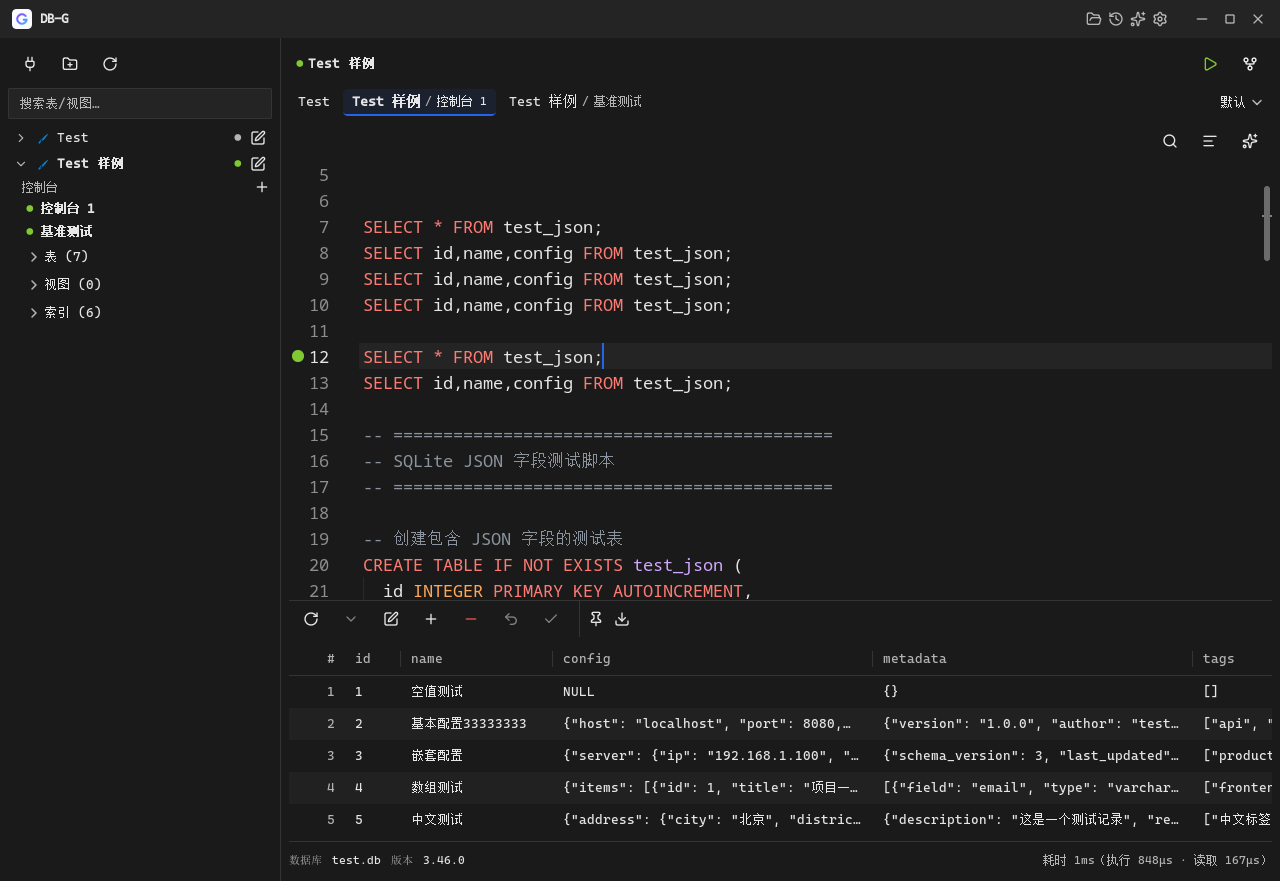 DB-G
Test 样例
Test
Test 样例 / 控制台 1
Test 样例 / 基准测试
默认
搜索表/视图…
Test
Test 样例
控制台
控制台 1
基准测试
表 (7)
视图 (0)
索引 (6)
5
6
7 SELECT * FROM test_json;
8 SELECT id,name,config FROM test_json;
9 SELECT id,name,config FROM test_json;
10 SELECT id,name,config FROM test_json;
11
12 SELECT * FROM test_json;
13 SELECT id,name,config FROM test_json;
14
15 -- ============================================
16 -- SQLite JSON 字段测试脚本
17 -- ============================================
18
19 -- 创建包含 JSON 字段的测试表
20 CREATE TABLE IF NOT EXISTS test_json (
21 id INTEGER PRIMARY KEY AUTOINCREMENT,
# id name config metadata tags
1 1 空值测试 NULL {} []
2 2 基本配置33333333 {"host": "localhost", "port": 8080,… {"version": "1.0.0", "author": "test… ["api", "
3 3 嵌套配置 {"server": {"ip": "192.168.1.100", "… {"schema_version": 3, "last_updated"… ["product
4 4 数组测试 {"items": [{"id": 1, "title": "项目一… [{"field": "email", "type": "varchar… ["fronten
5 5 中文测试 {"address": {"city": "北京", "distric… {"description": "这是一个测试记录", "re… ["中文标签
数据库 test.db 版本 3.46.0
耗时 1ms（执行 848μs · 读取 167μs）